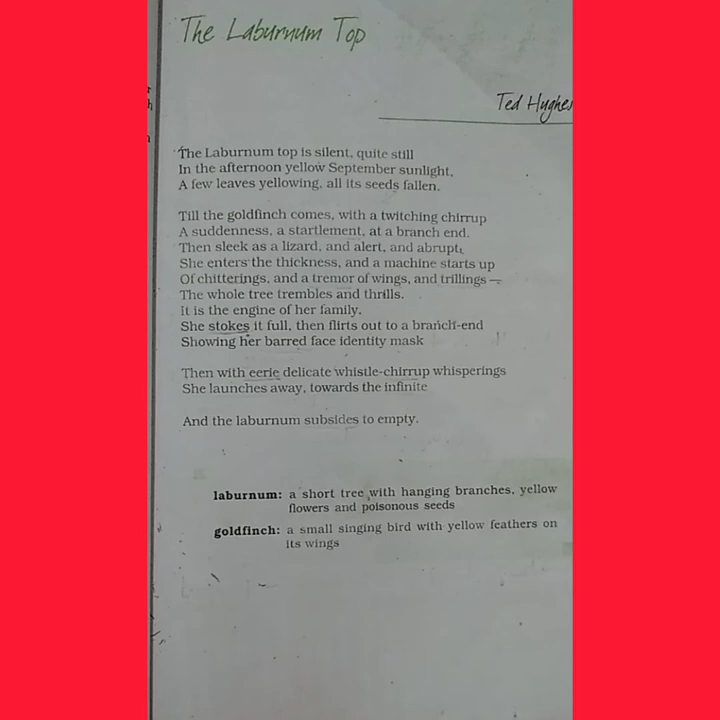 The Laburnum Top
Ted Hughes
The Laburnum top is silent, quite still
In the afternoon yellow September sunlight,
A few leaves yellowing, all its seeds fallen.
Till the goldfinch comes, with a twitching chirrup
A suddenness, a startlement, at a branch end.
Then sleek as a lizard, and alert, and abrupt,
She enters the thickness, and a machine starts up
Of chitterings, and a tremor of wings, and trillings —
The whole tree trembles and thrills.
It is the engine of her family.
She stokes it full, then flirts out to a branch-end
Showing her barred face identity mask
Then with eerie delicate whistle-chirrup whisperings
She launches away, towards the infinite
And the laburnum subsides to empty.
laburnum: a short tree with hanging branches, yellow
flowers and poisonous seeds
goldfinch: a small singing bird with yellow feathers on
its wings